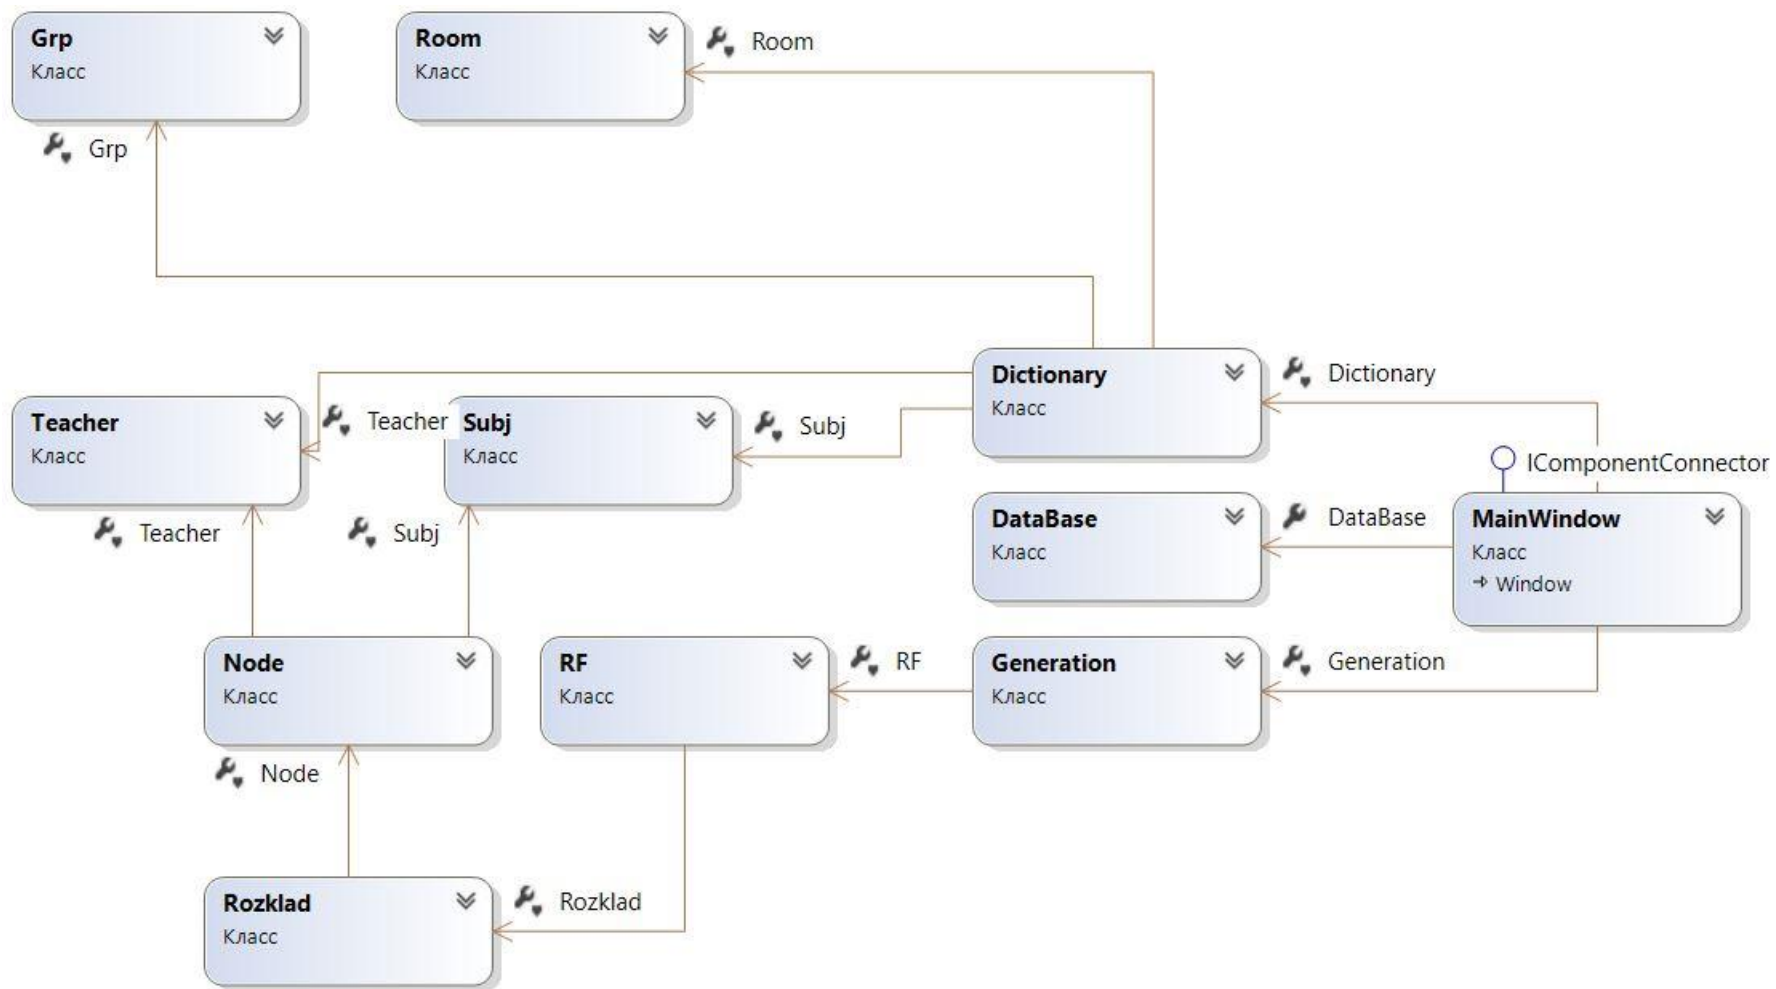 Grp
Класс
Room
Класс
Room
Grp
Dictionary
Класс
Dictionary
Teacher
Класс
Teacher
Subj
Класс
Subj
IComponentConnector
Teacher
Subj
DataBase
Класс
DataBase
MainWindow
Класс
Window
Node
Класс
RF
Класс
RF
Generation
Класс
Generation
Node
Rozklad
Класс
Rozklad